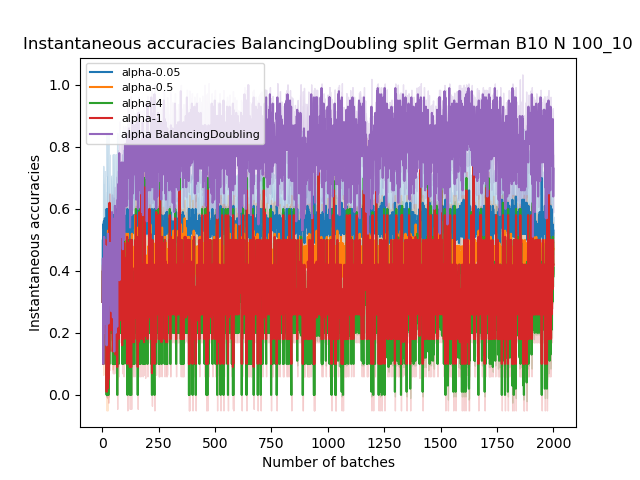 Instantaneous accuracies BalancingDoubling split German B10 N 100_10
alpha-0.05
alpha-0.5
alpha-4
alpha-1
alpha BalancingDoubling
1.0
0.8
0.6
0.4
0.2
0.0
Instantaneous accuracies
0 250 500 750 1000 1250 1500 1750 2000
Number of batches